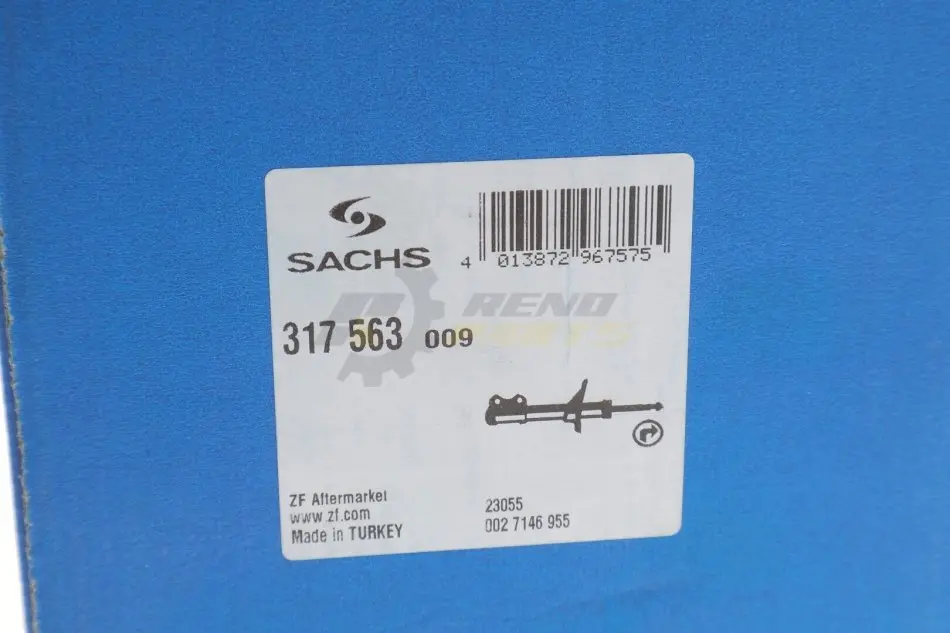 SACHS
4 013872 967575
RENO
PARTS
317 563 009
ZF Aftermarket
www.zf.com
Made in TURKEY
23055
002 7146 955